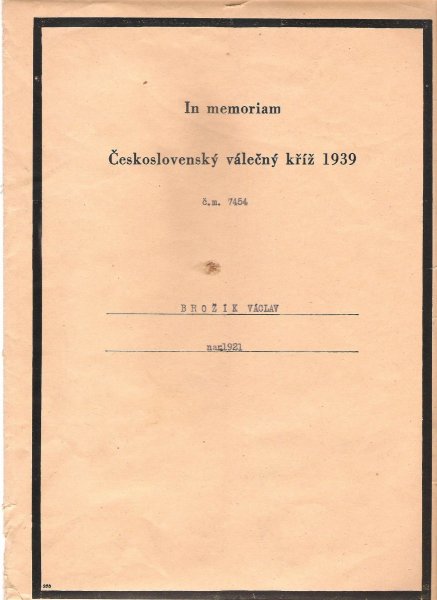 In memoriam
Československý válečný kříž 1939
č.m. 7454
BROŽÍK VÁCLAV
nar.1921